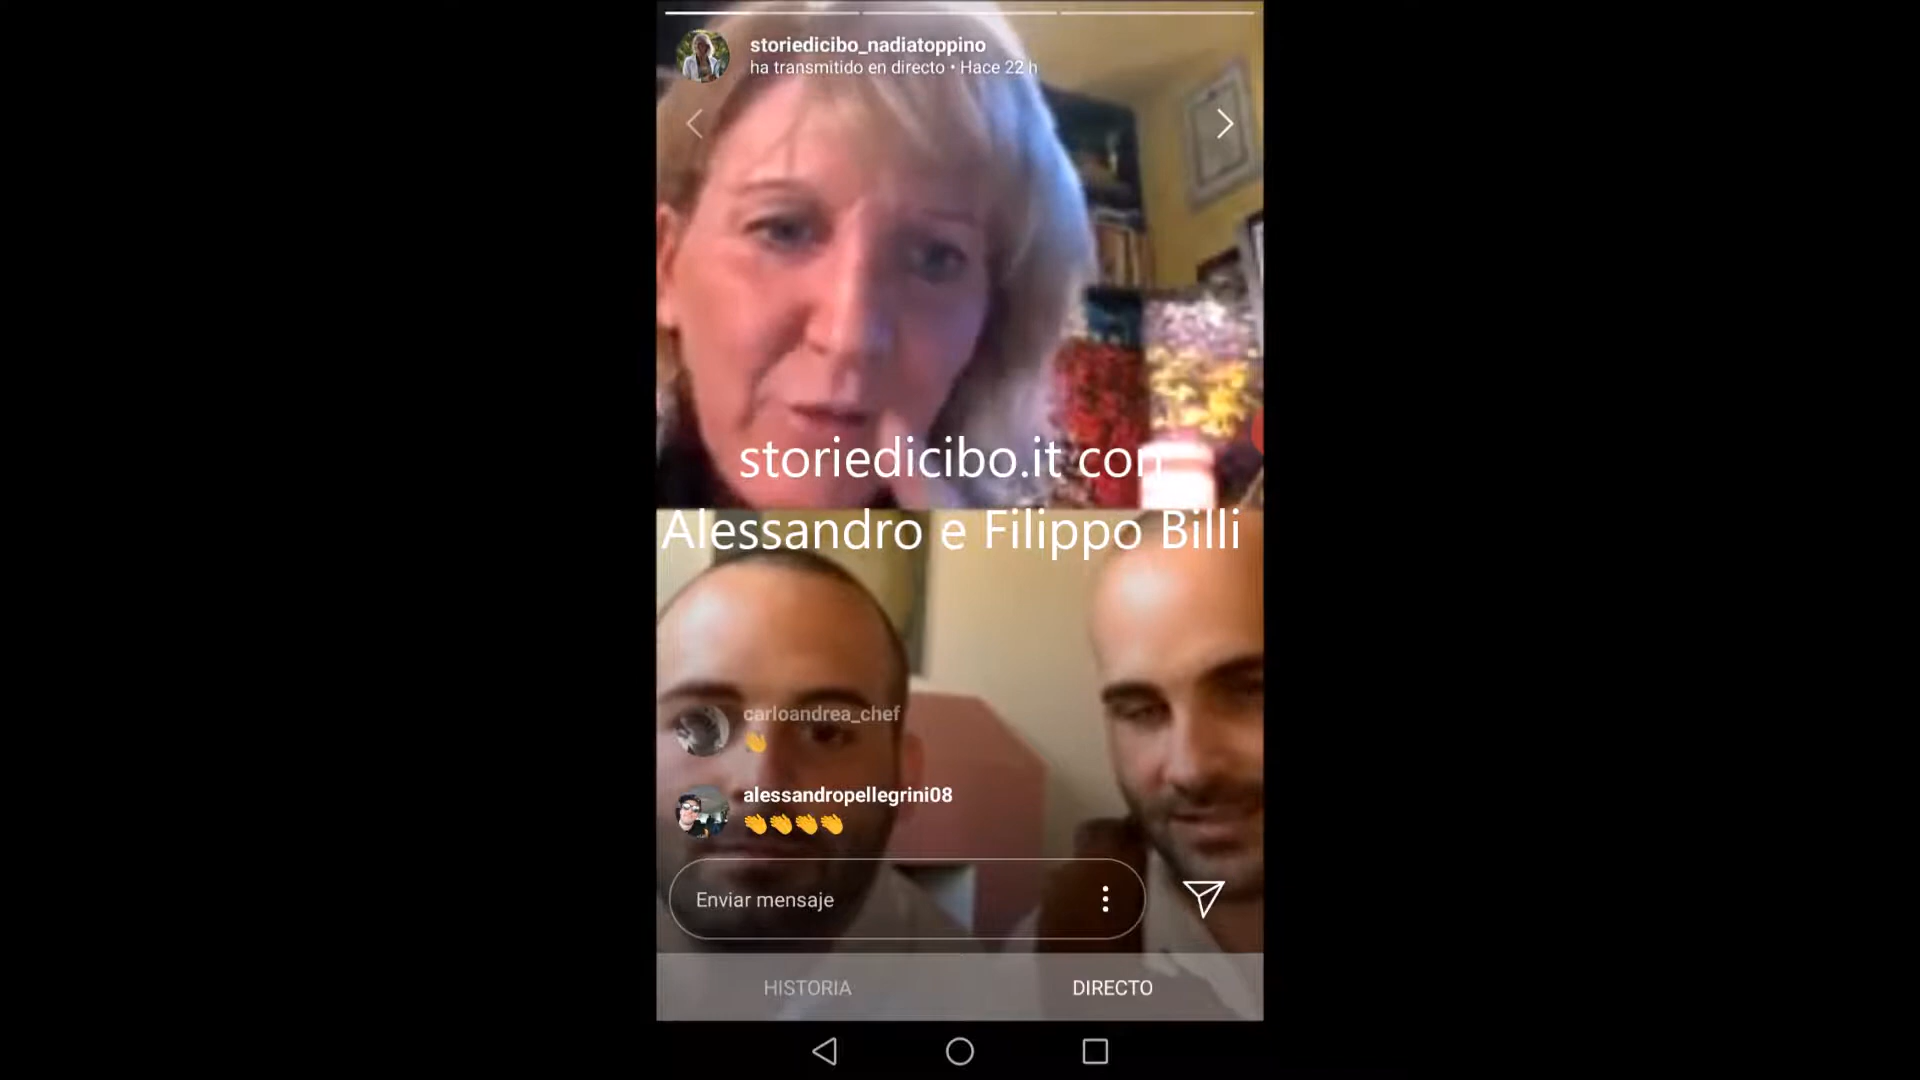 storiedicibo_nadiatoppino
ha transmitido en directo • Hace 22 h
storiedicibo.it con
Alessandro e Filippo Billi
carloandrea_chef
👏
alessandropellegrini08
👏👏👏👏
Enviar mensaje
HISTORIA
DIRECTO